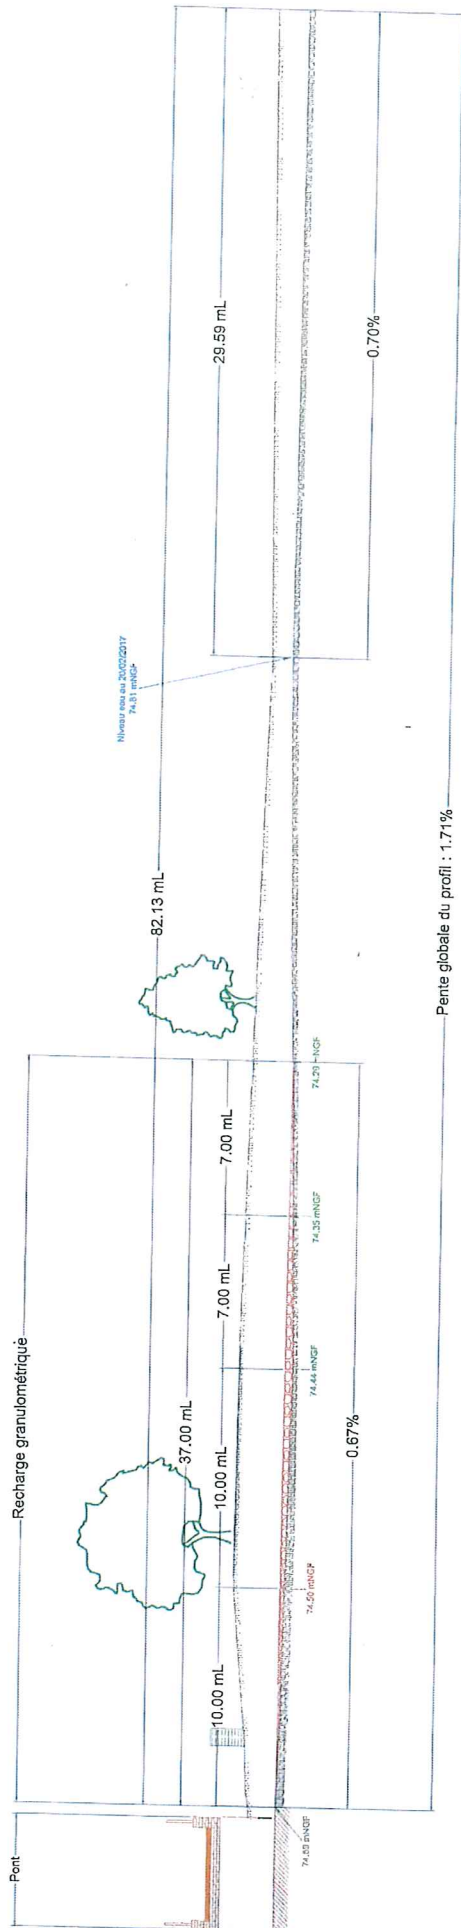 Pont
Recharge granulométrique
82.13 mL
37.00 mL
10.00 mL
10.00 mL
7.00 mL
7.00 mL
29.59 mL
Niveau eau au 20/02/2017
74.81 mNGF
74.50 mNGF
74.44 mNGF
74.35 mNGF
74.29 mNGF
0.67%
0.70%
Pente globale du profil : 1.71%